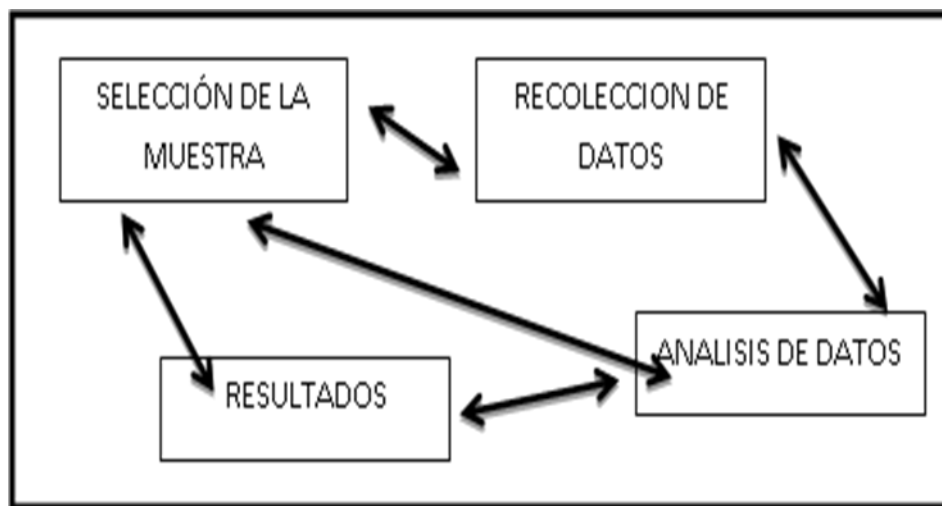 SELECCIÓN DE LA
MUESTRA
RECOLECCION DE
DATOS
ANALISIS DE DATOS
RESULTADOS